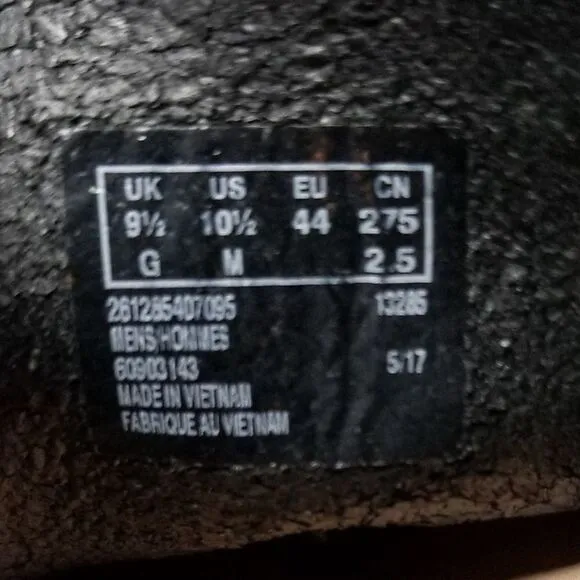 UK US EU CN
9½ 10½ 44 275
G M 2.5
261285407095 13285
MENS/HOMMES
60903143 5/17
MADE IN VIETNAM
FABRIQUE AU VIETNAM